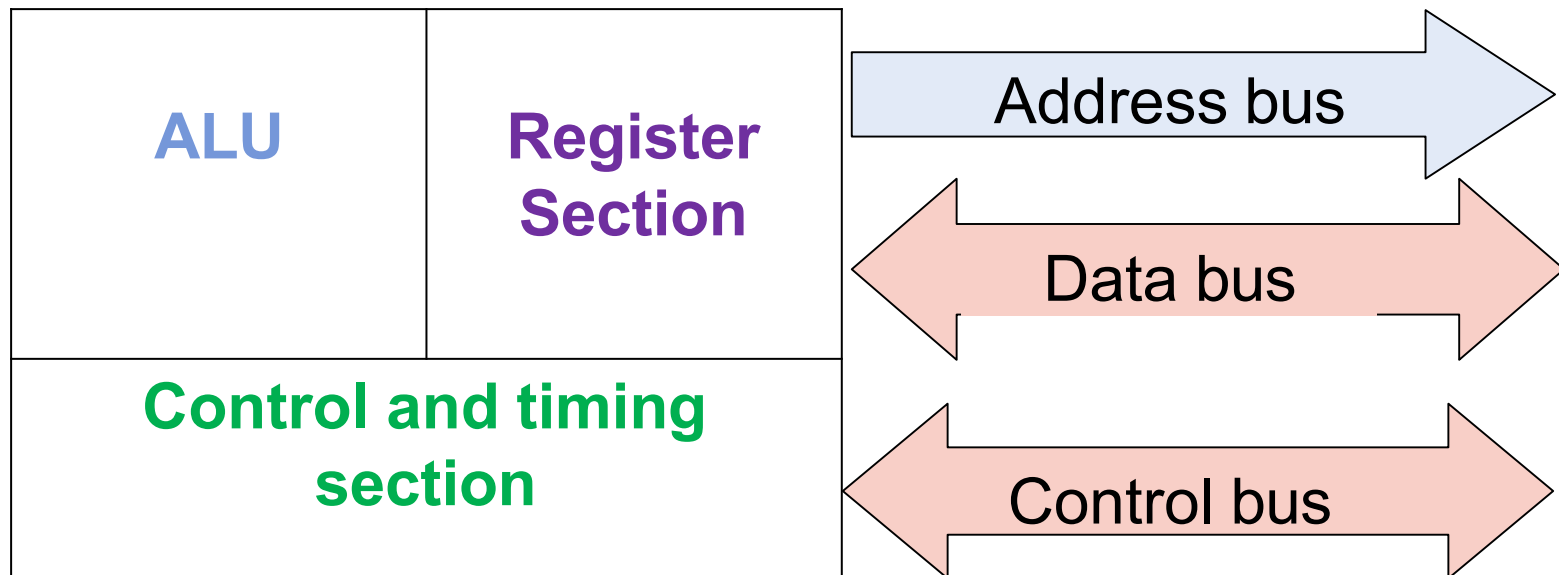 ALU
Register
Section
Control and timing
section
Address bus
Data bus
Control bus